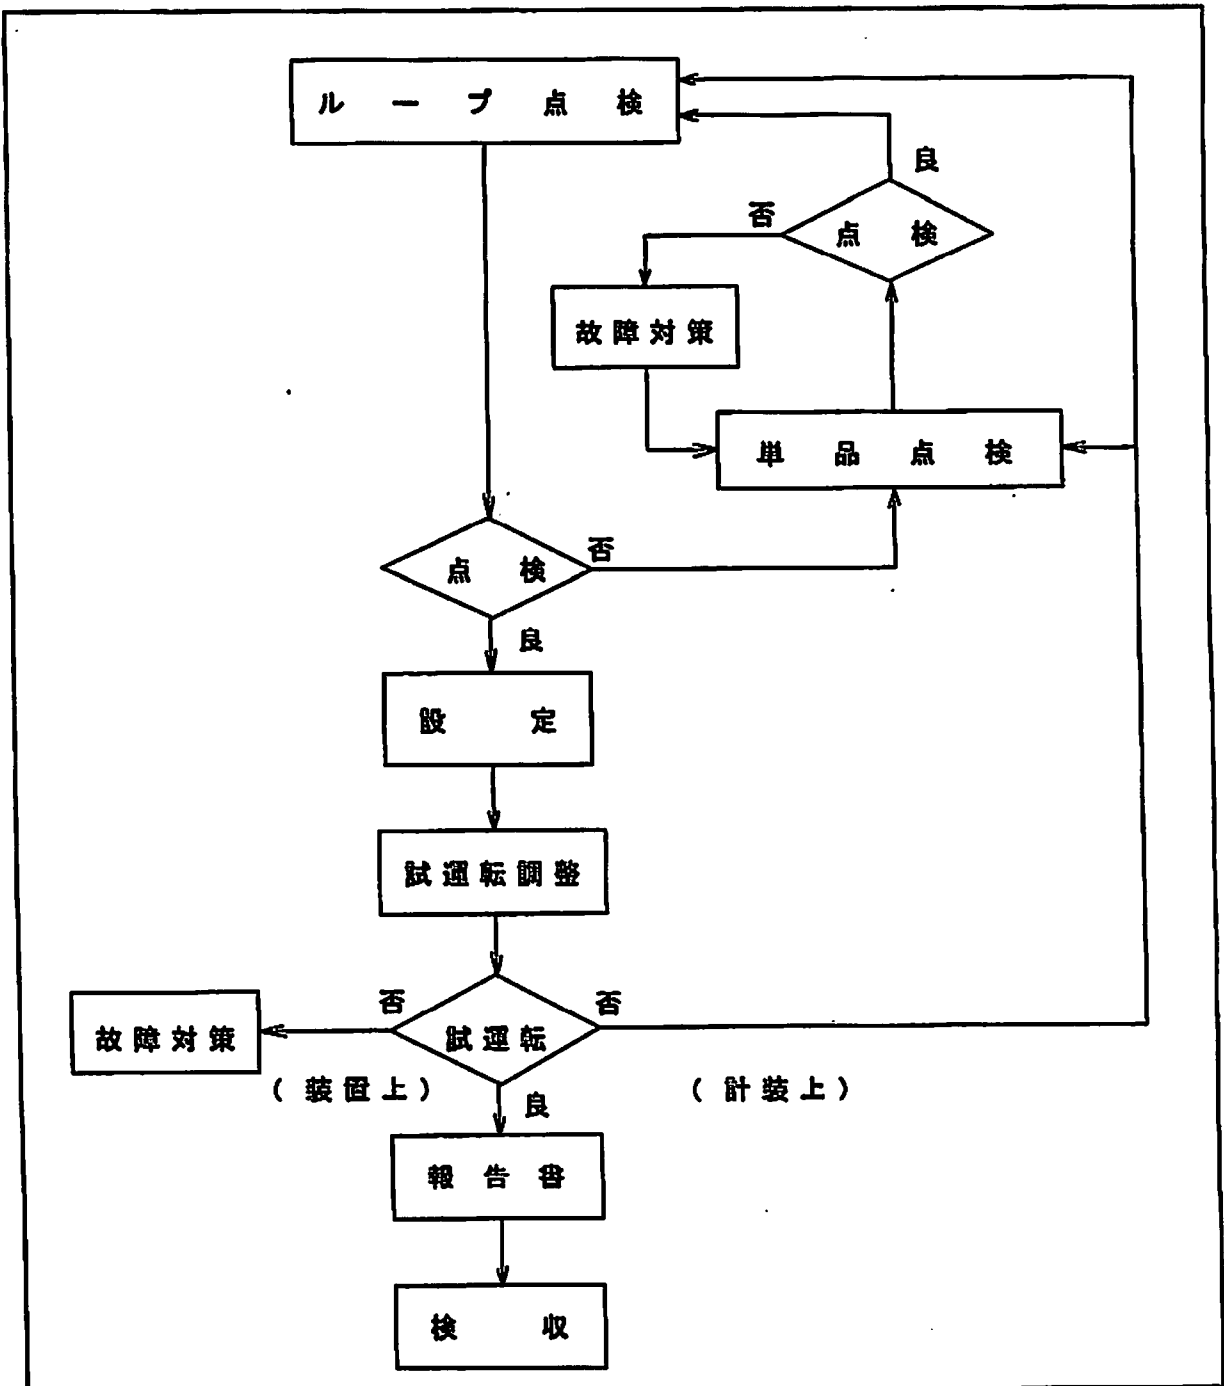 ループ点検
良
否
点検
故障対策
単品点検
点検
否
良
設定
試運転調整
否
否
故障対策
試運転
(装置上)
(計装上)
良
報告書
検収